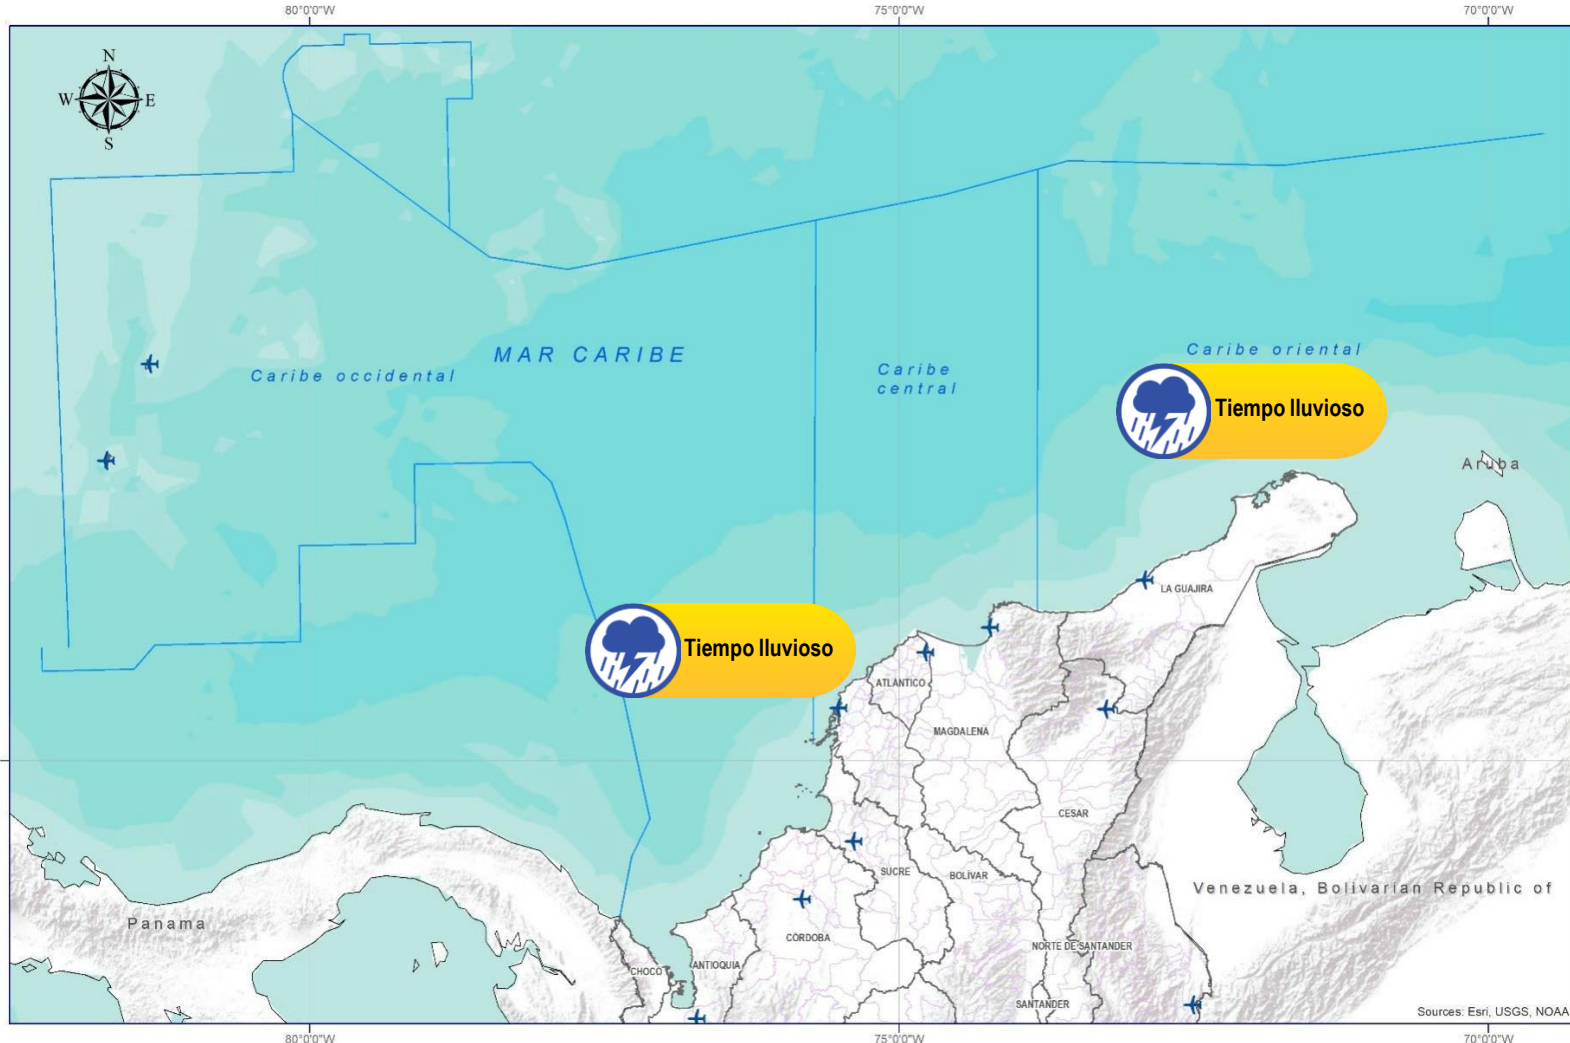 80°0'0"W
75°0'0"W
70°0'0"W
N
W
E
S
Caribe oriental
MAR CARIBE
Caribe occidental
Caribe
central
Tiempo lluvioso
Aruba
LA GUAJIRA
Tiempo lluvioso
ATLANTICO
MAGDALENA
CESAR
SUCRE
BOLÍVAR
Venezuela, Bolivarian Republic of
Panama
CÓRDOBA
NORTE DE SANTANDER
ANTIOQUIA
CHOCO
SANTANDER
Sources: Esri, USGS, NOAA
80°0'0"W
75°0'0"W
70°0'0"W